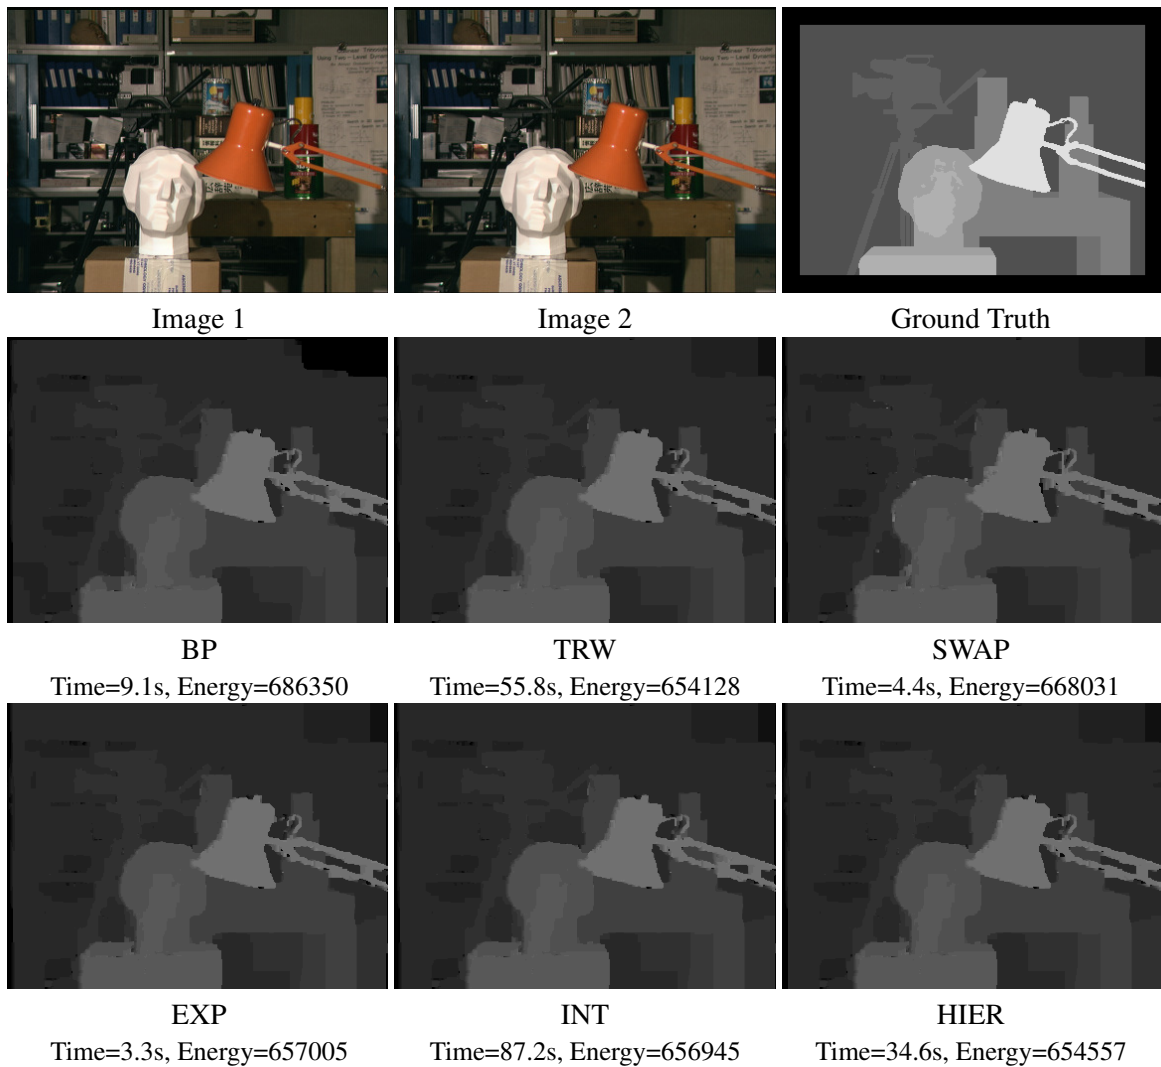 Image 1
Image 2
Ground Truth
BP
TRW
SWAP
Time=9.1s, Energy=686350
Time=55.8s, Energy=654128
Time=4.4s, Energy=668031
EXP
INT
HIER
Time=3.3s, Energy=657005
Time=87.2s, Energy=656945
Time=34.6s, Energy=654557